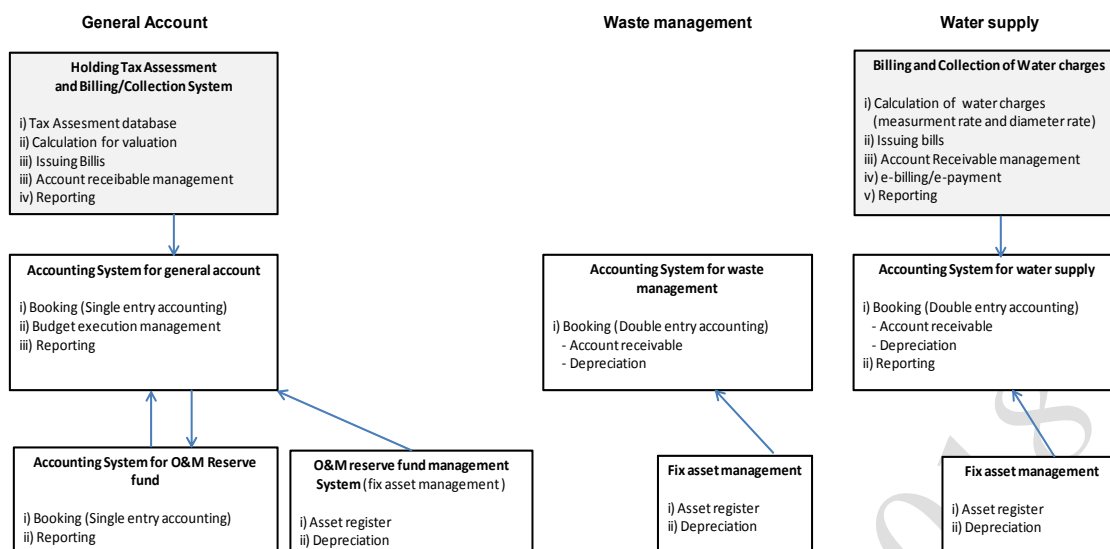 General Account
Waste management
Water supply
Holding Tax Assessment
and Billing/Collection System
i) Tax Assesment database
ii) Calculation for valuation
iii) Issuing Billis
iii) Account receibable management
iv) Reporting
Billing and Collection of Water charges
i) Calculation of water charges
(measurment rate and diameter rate)
ii) Issuing bills
iii) Account Receivable management
iv) e-billing/e-payment
v) Reporting
Accounting System for general account
i) Booking (Single entry accounting)
ii) Budget execution management
iii) Reporting
Accounting System for waste
management
i) Booking (Double entry accounting)
- Account receivable
- Depreciation
Accounting System for water supply
i) Booking (Double entry accounting)
- Account receivable
- Depreciation
ii) Reporting
Accounting System for O&M Reserve
fund
i) Booking (Single entry accounting)
ii) Reporting
O&M reserve fund management
System (fix asset management)
i) Asset register
ii) Depreciation
Fix asset management
i) Asset register
ii) Depreciation
Fix asset management
i) Asset register
ii) Depreciation